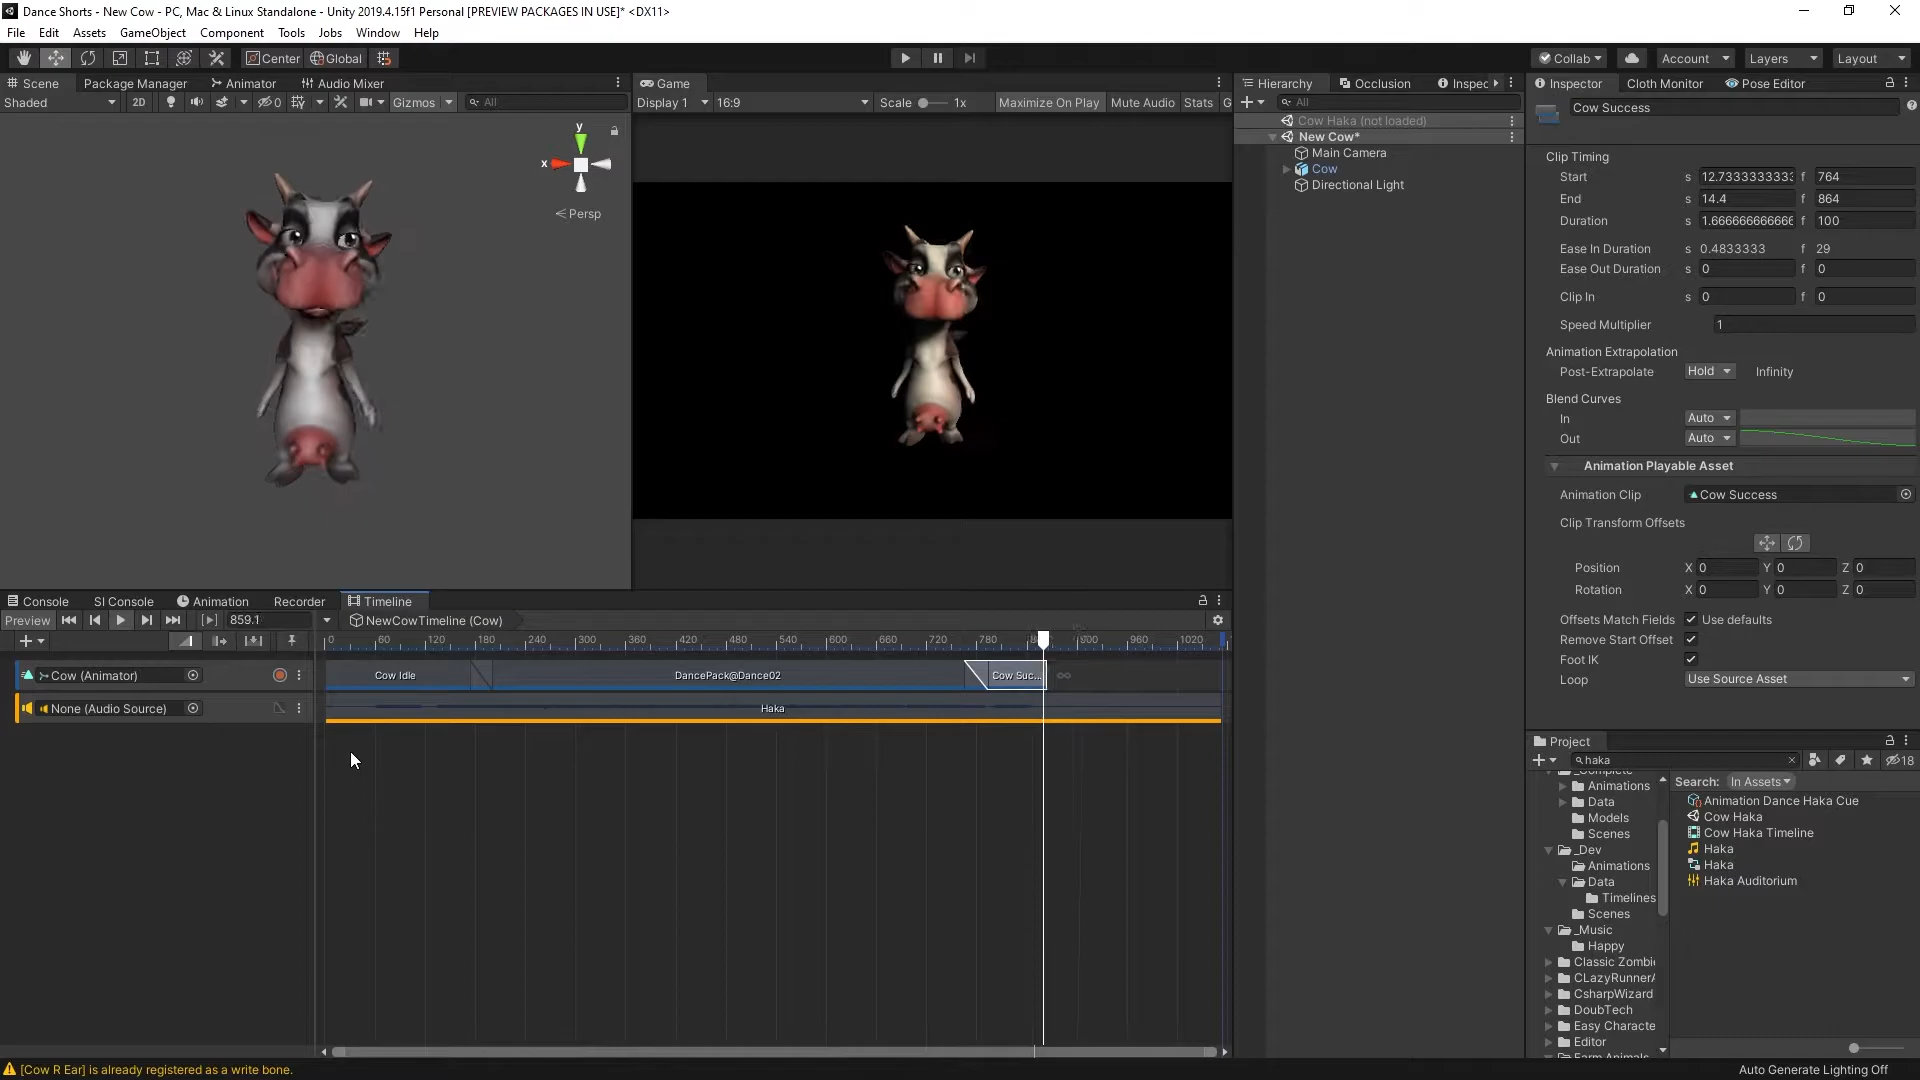 Dance Shorts - New Cow - PC, Mac & Linux Standalone - Unity 2019.4.15f1 Personal [PREVIEW PACKAGES IN USE]* <DX11>
File Edit Assets GameObject Component Tools Jobs Window Help
Center Global Collab Account Layers Layout
Scene Package Manager Animator Audio Mixer
Shaded 2D 0 Gizmos All
y
x
Persp
Game
Display 1 16:9 Scale 1x Maximize On Play Mute Audio Stats G
Hierarchy Occlusion Inspec
All
Cow Haka (not loaded)
New Cow*
Main Camera
Cow
Directional Light
Inspector Cloth Monitor Pose Editor
Cow Success
Clip Timing
Start s 12.7333333333 f 764
End s 14.4 f 864
Duration s 1.666666666666 f 100
Ease In Duration s 0.4833333 f 29
Ease Out Duration s 0 f 0
Clip In s 0 f 0
Speed Multiplier 1
Animation Extrapolation
Post-Extrapolate Hold Infinity
Blend Curves
In Auto
Out Auto
Animation Playable Asset
Animation Clip Cow Success
Clip Transform Offsets
Position X 0 Y 0 Z 0
Rotation X 0 Y 0 Z 0
Offsets Match Fields Use defaults
Remove Start Offset
Foot IK
Loop Use Source Asset
Console SI Console Animation Recorder Timeline
Preview 859.1 NewCowTimeline (Cow)
0 60 120 180 240 300 360 420 480 540 600 660 720 780 900 960 1020
Cow (Animator) Cow Idle DancePack@Dance02 Cow Suc...
None (Audio Source) Haka
Project
haka 18
Search: In Assets
_Complete
Animations
Data
Models
Scenes
_Dev
Animations
Data
Timelines
Scenes
_Music
Happy
Classic Zombi
CLazyRunnerA
CsharpWizard
DoubTech
Easy Characte
Editor
Farm Animals
Animation Dance Haka Cue
Cow Haka
Cow Haka Timeline
Haka
Haka
Haka Auditorium
[Cow R Ear] is already registered as a write bone.
Auto Generate Lighting Off